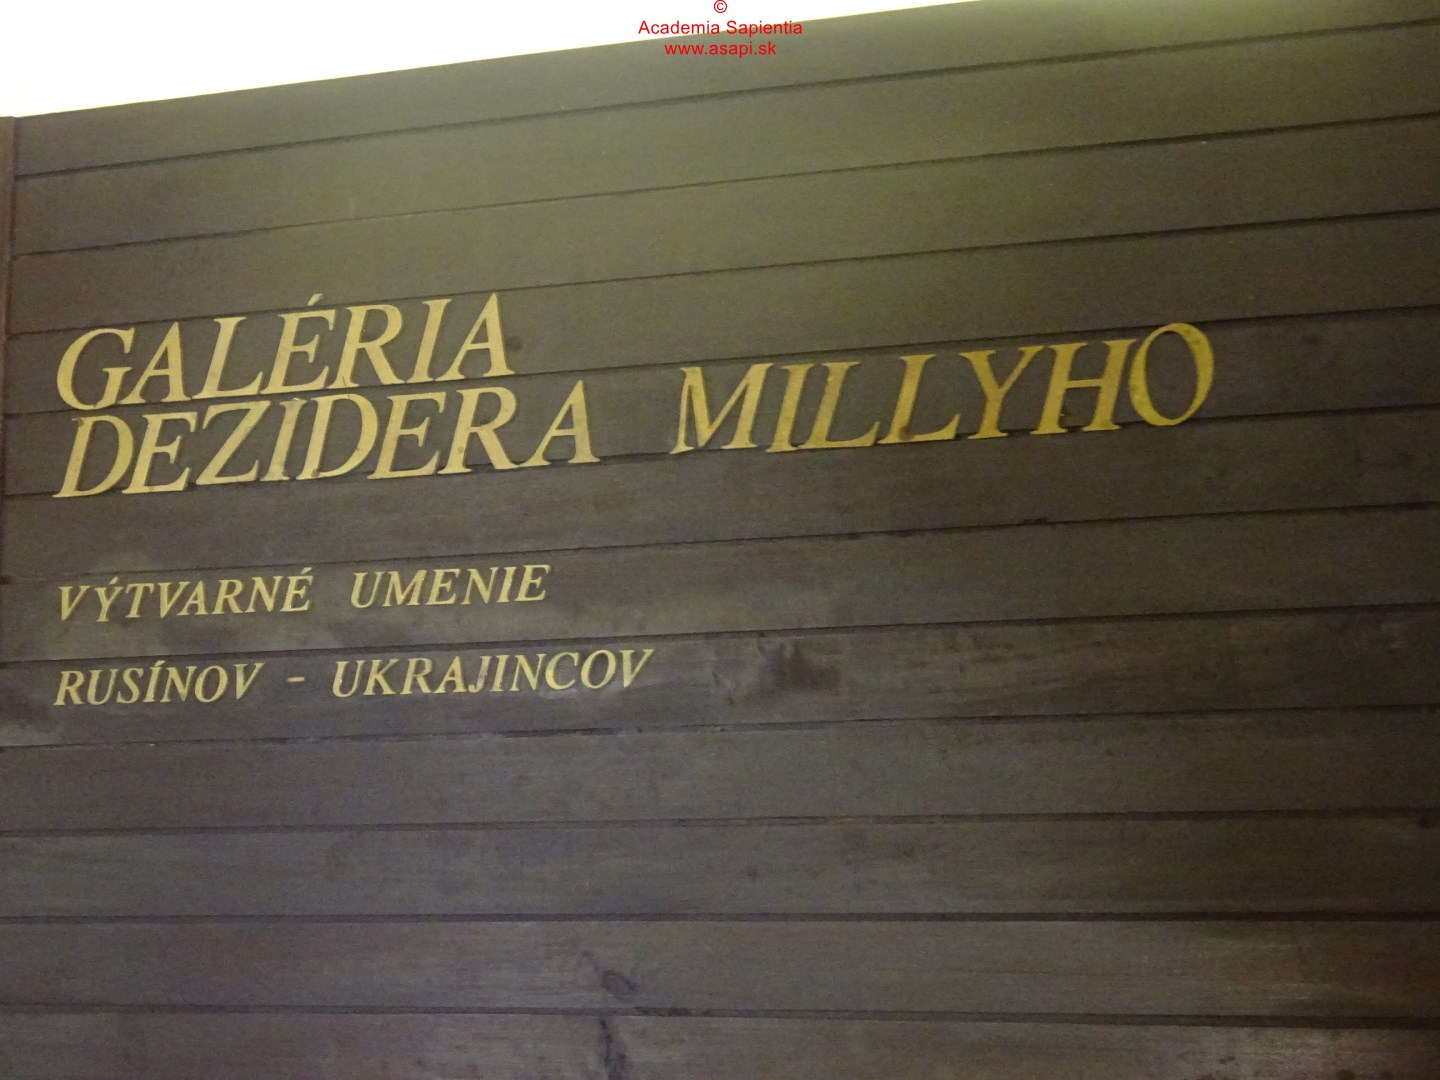 ©
Academia Sapientia
www.asapi.sk
GALÉRIA
DEZIDERA MILLYHO
VÝTVARNÉ UMENIE
RUSÍNOV - UKRAJINCOV